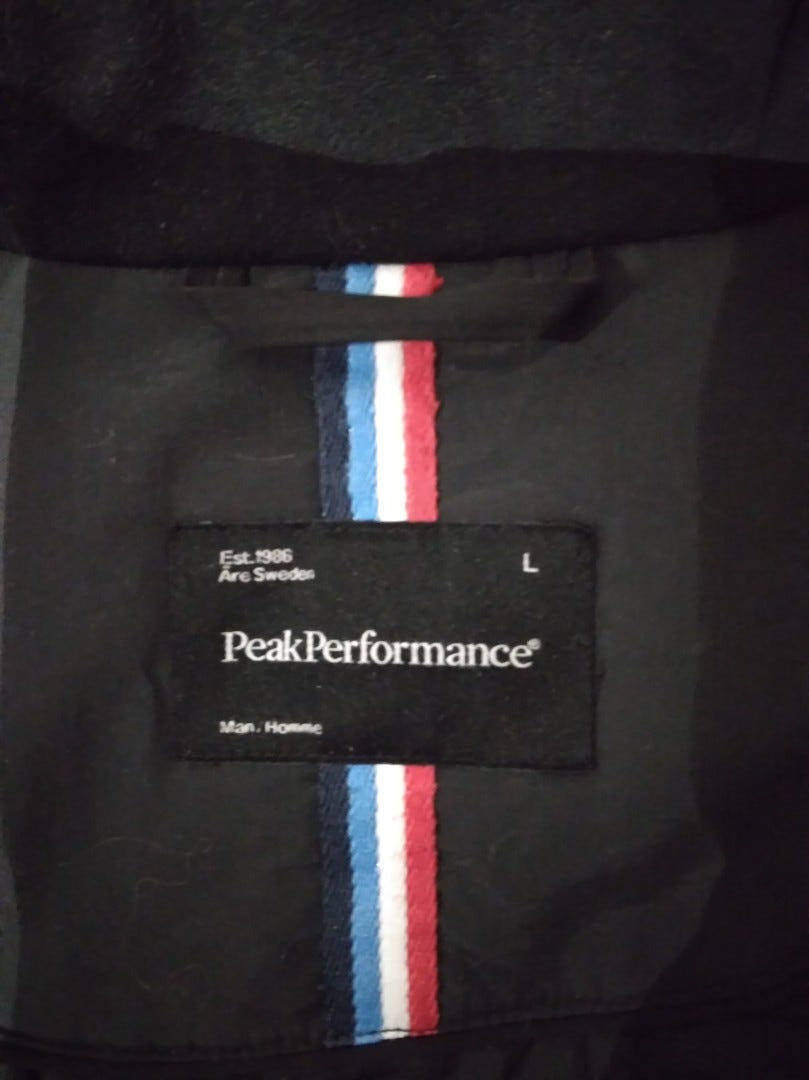 Est.1986
Åre Sweden
L
PeakPerformance®
Man. Homme